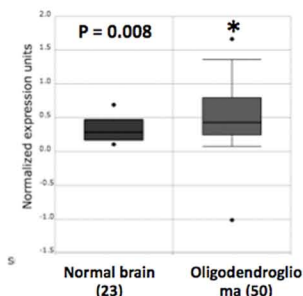 Normalized expression units
2.0
1.5
1.0
0.5
0.0
-0.5
-1.0
-1.5
P = 0.008
*
s
Normal brain
(23)
Oligodendroglio
ma (50)